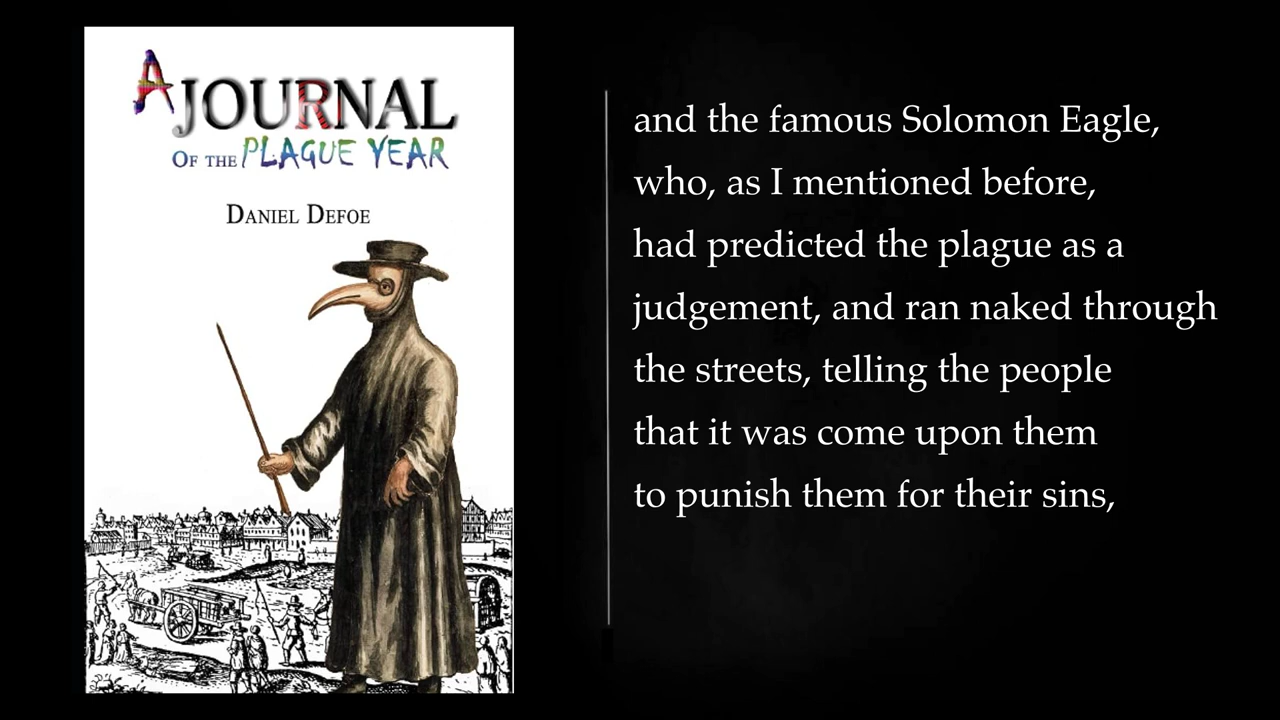 A JOURNAL
OF THE PLAGUE YEAR
DANIEL DEFOE
and the famous Solomon Eagle,
who, as I mentioned before,
had predicted the plague as a
judgement, and ran naked through
the streets, telling the people
that it was come upon them
to punish them for their sins,